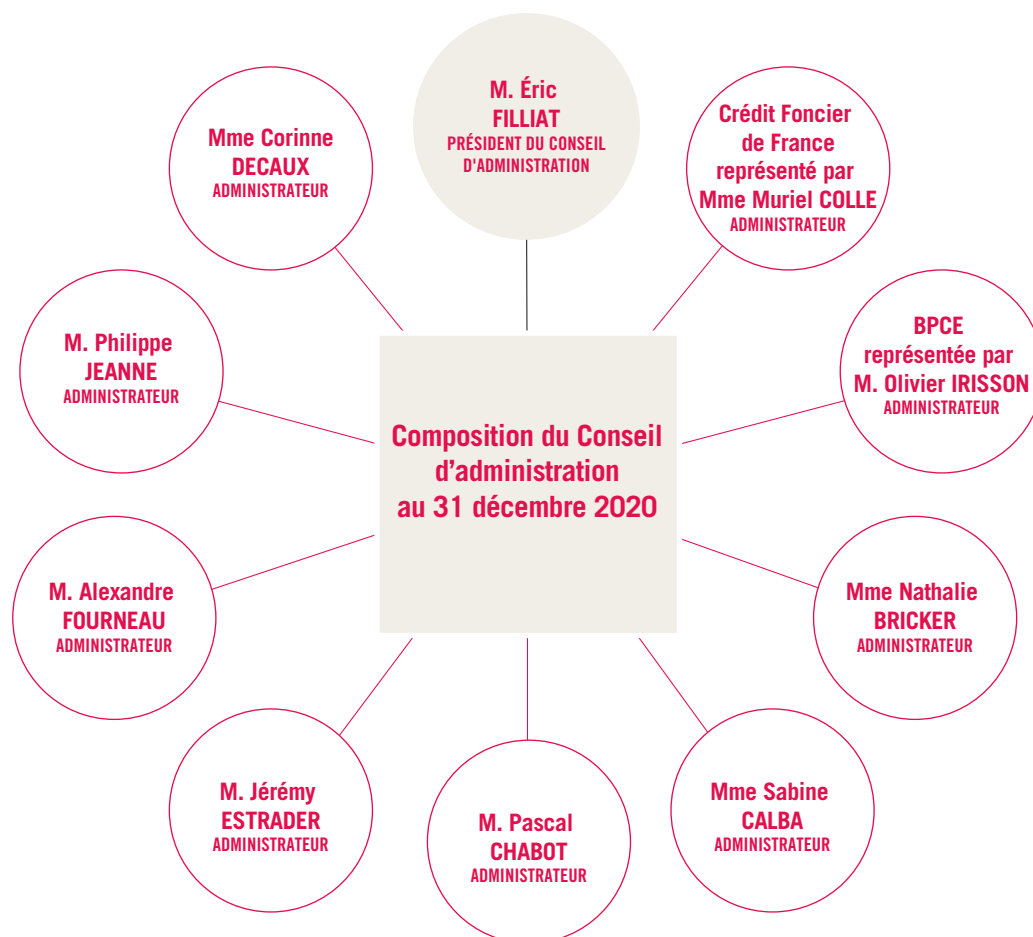 M. Éric
FILLIAT
PRÉSIDENT DU CONSEIL
D'ADMINISTRATION
Crédit Foncier
de France
représenté par
Mme Muriel COLLE
ADMINISTRATEUR
BPCE
représentée par
M. Olivier IRISSON
ADMINISTRATEUR
Mme Nathalie
BRICKER
ADMINISTRATEUR
Mme Sabine
CALBA
ADMINISTRATEUR
M. Pascal
CHABOT
ADMINISTRATEUR
M. Jérémy
ESTRADER
ADMINISTRATEUR
M. Alexandre
FOURNEAU
ADMINISTRATEUR
M. Philippe
JEANNE
ADMINISTRATEUR
Mme Corinne
DECAUX
ADMINISTRATEUR
Composition du Conseil
d’administration
au 31 décembre 2020